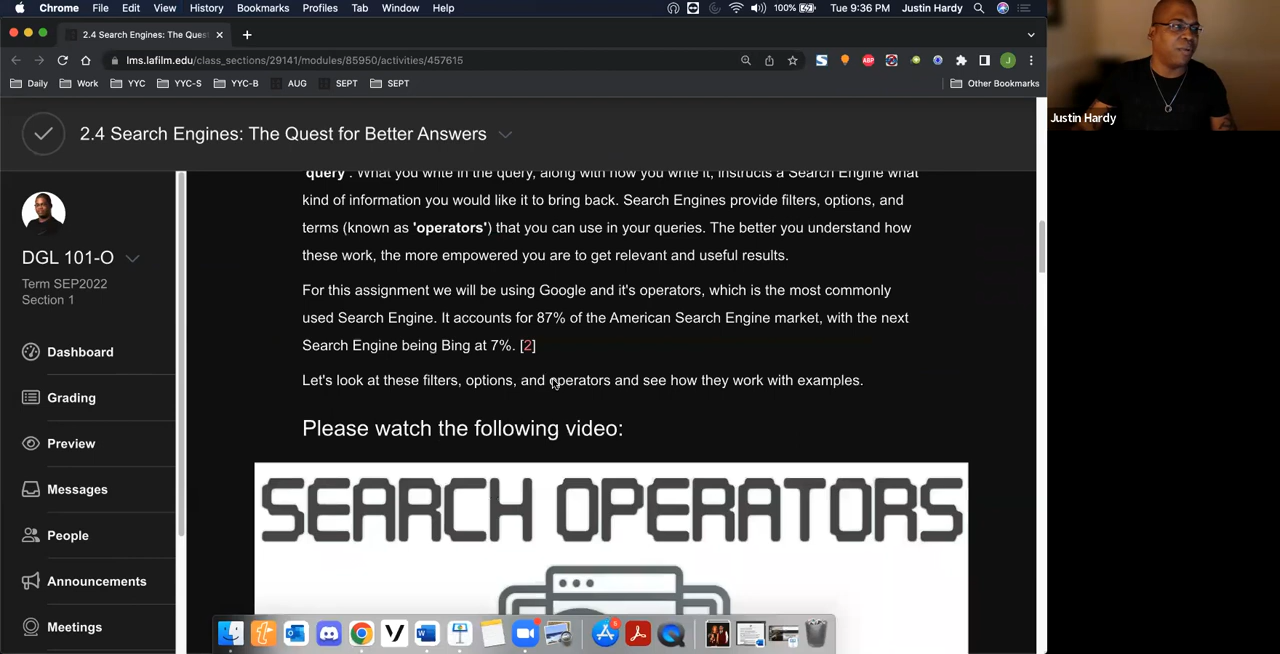 Chrome File Edit View History Bookmarks Profiles Tab Window Help 100% Tue 9:36 PM Justin Hardy
2.4 Search Engines: The Quest
lms.lafilm.edu/class_sections/29141/modules/85950/activities/457615
ABP J
Daily Work YYC YYC-S YYC-B AUG SEPT SEPT Other Bookmarks
Justin Hardy
2.4 Search Engines: The Quest for Better Answers
DGL 101-O
Term SEP2022
Section 1
Dashboard
Grading
Preview
Messages
People
Announcements
Meetings
'query'. What you write in the query, along with how you write it, instructs a Search Engine what
kind of information you would like it to bring back. Search Engines provide filters, options, and
terms (known as 'operators') that you can use in your queries. The better you understand how
these work, the more empowered you are to get relevant and useful results.
For this assignment we will be using Google and it's operators, which is the most commonly
used Search Engine. It accounts for 87% of the American Search Engine market, with the next
Search Engine being Bing at 7%. [2]
Let's look at these filters, options, and operators and see how they work with examples.
Please watch the following video:
SEARCH OPERATORS